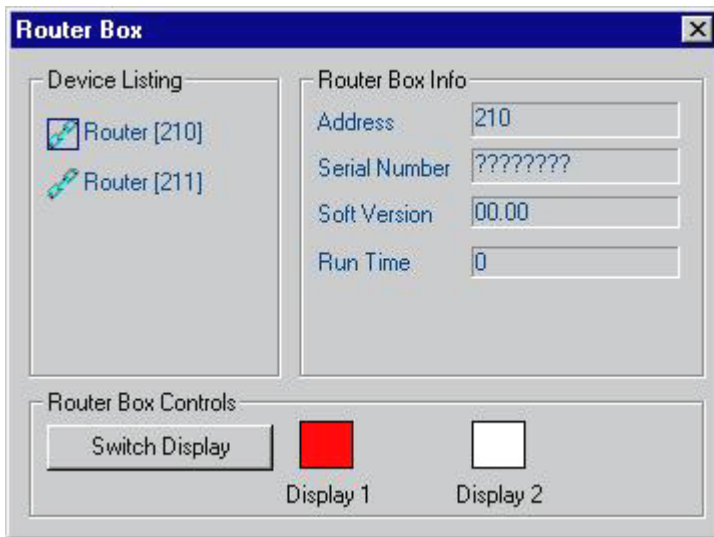 Router Box
Device Listing
Router [210]
Router [211]
Router Box Info
Address 210
Serial Number ????????
Soft Version 00.00
Run Time 0
Router Box Controls
Switch Display
Display 1 Display 2